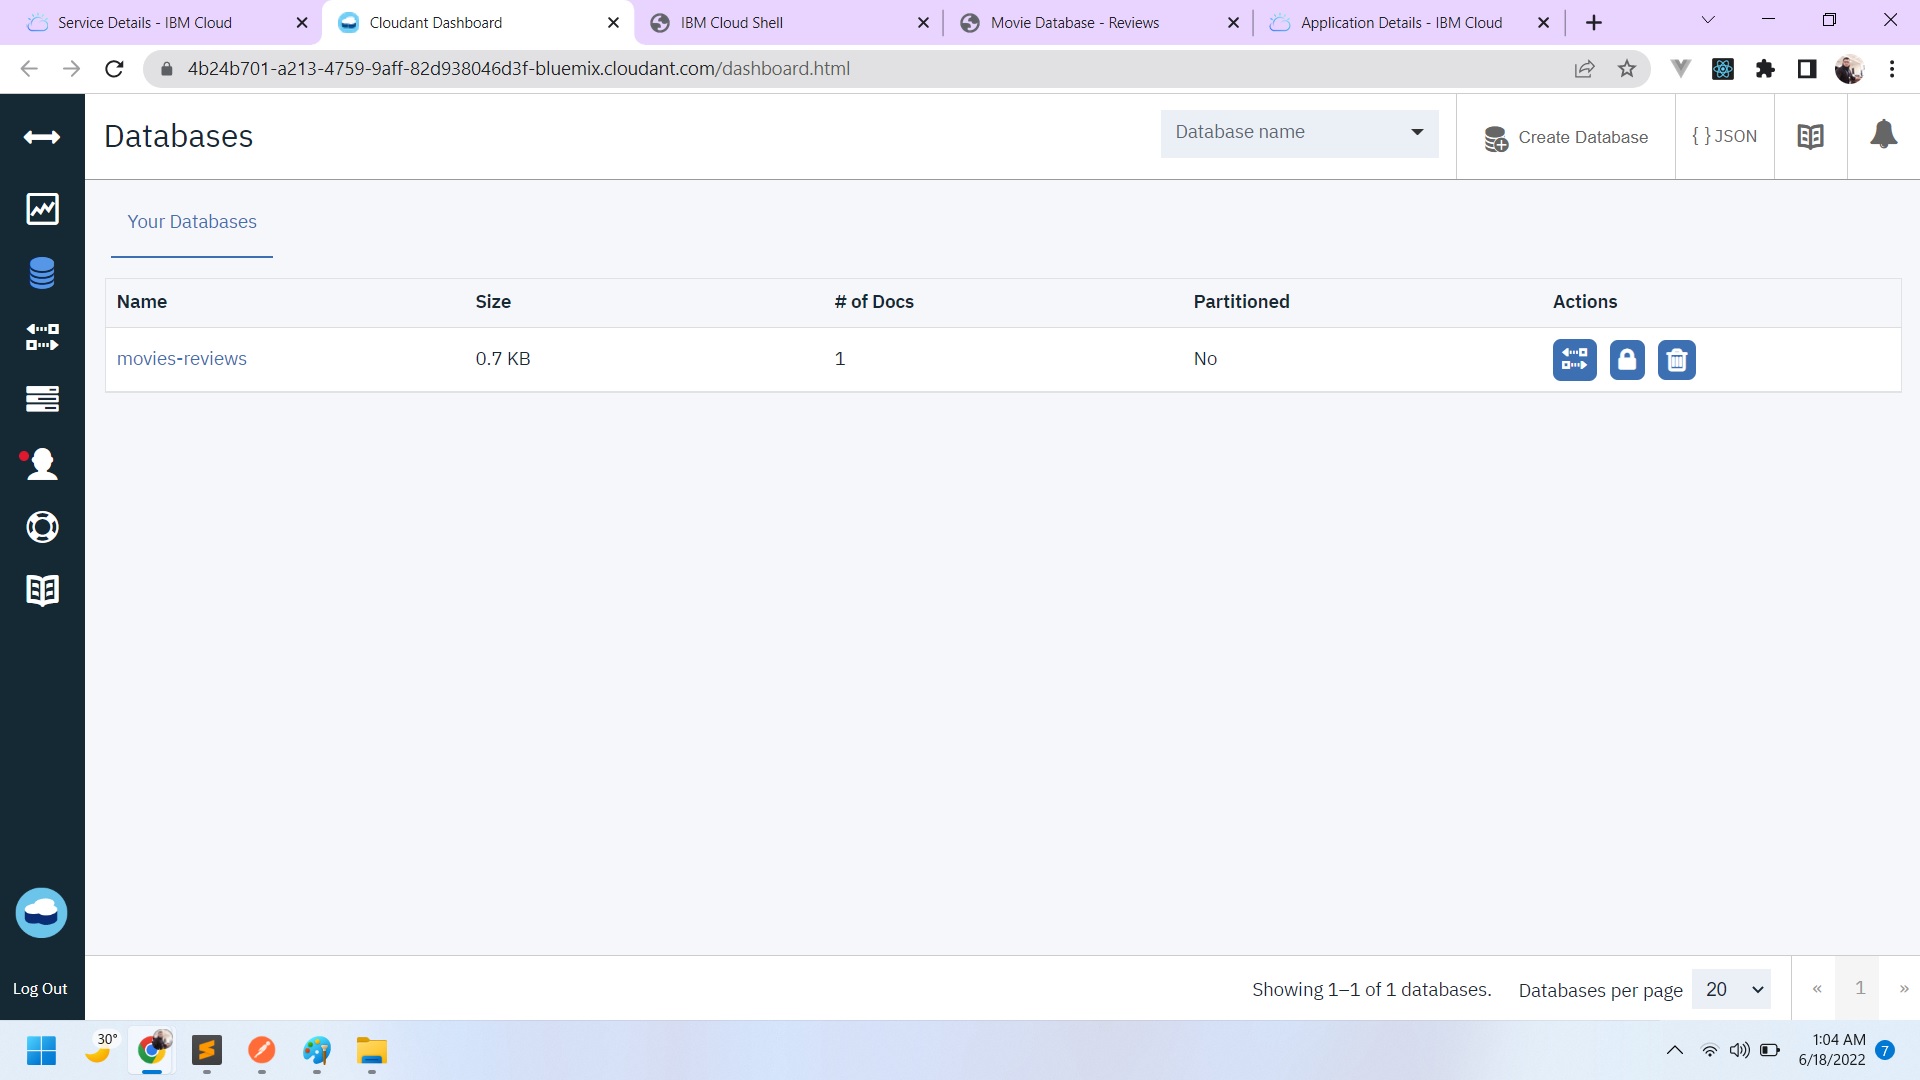 Service Details - IBM Cloud
Cloudant Dashboard
IBM Cloud Shell
Movie Database - Reviews
Application Details - IBM Cloud
4b24b701-a213-4759-9aff-82d938046d3f-bluemix.cloudant.com/dashboard.html
Databases
Database name
Create Database
{ } JSON
Your Databases
Name Size # of Docs Partitioned Actions
movies-reviews 0.7 KB 1 No
Log Out
Showing 1–1 of 1 databases. Databases per page 20 « 1 »
30°
1:04 AM
6/18/2022
7